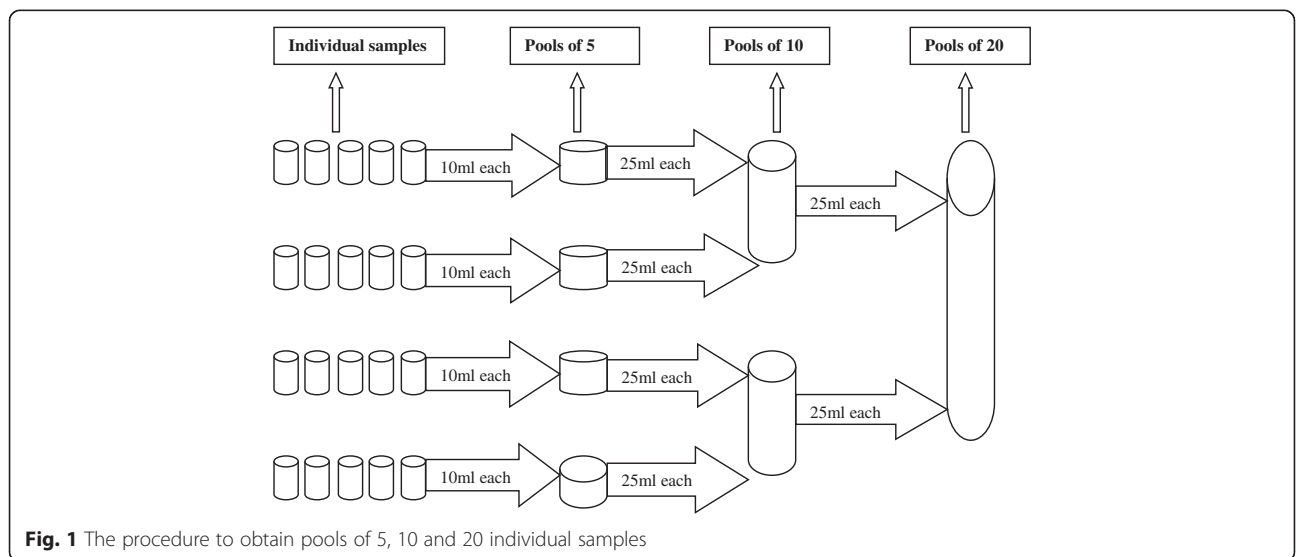 Individual samples
Pools of 5
Pools of 10
Pools of 20
10ml each
25ml each
25ml each
10ml each
25ml each
10ml each
25ml each
25ml each
10ml each
25ml each
Fig. 1 The procedure to obtain pools of 5, 10 and 20 individual samples